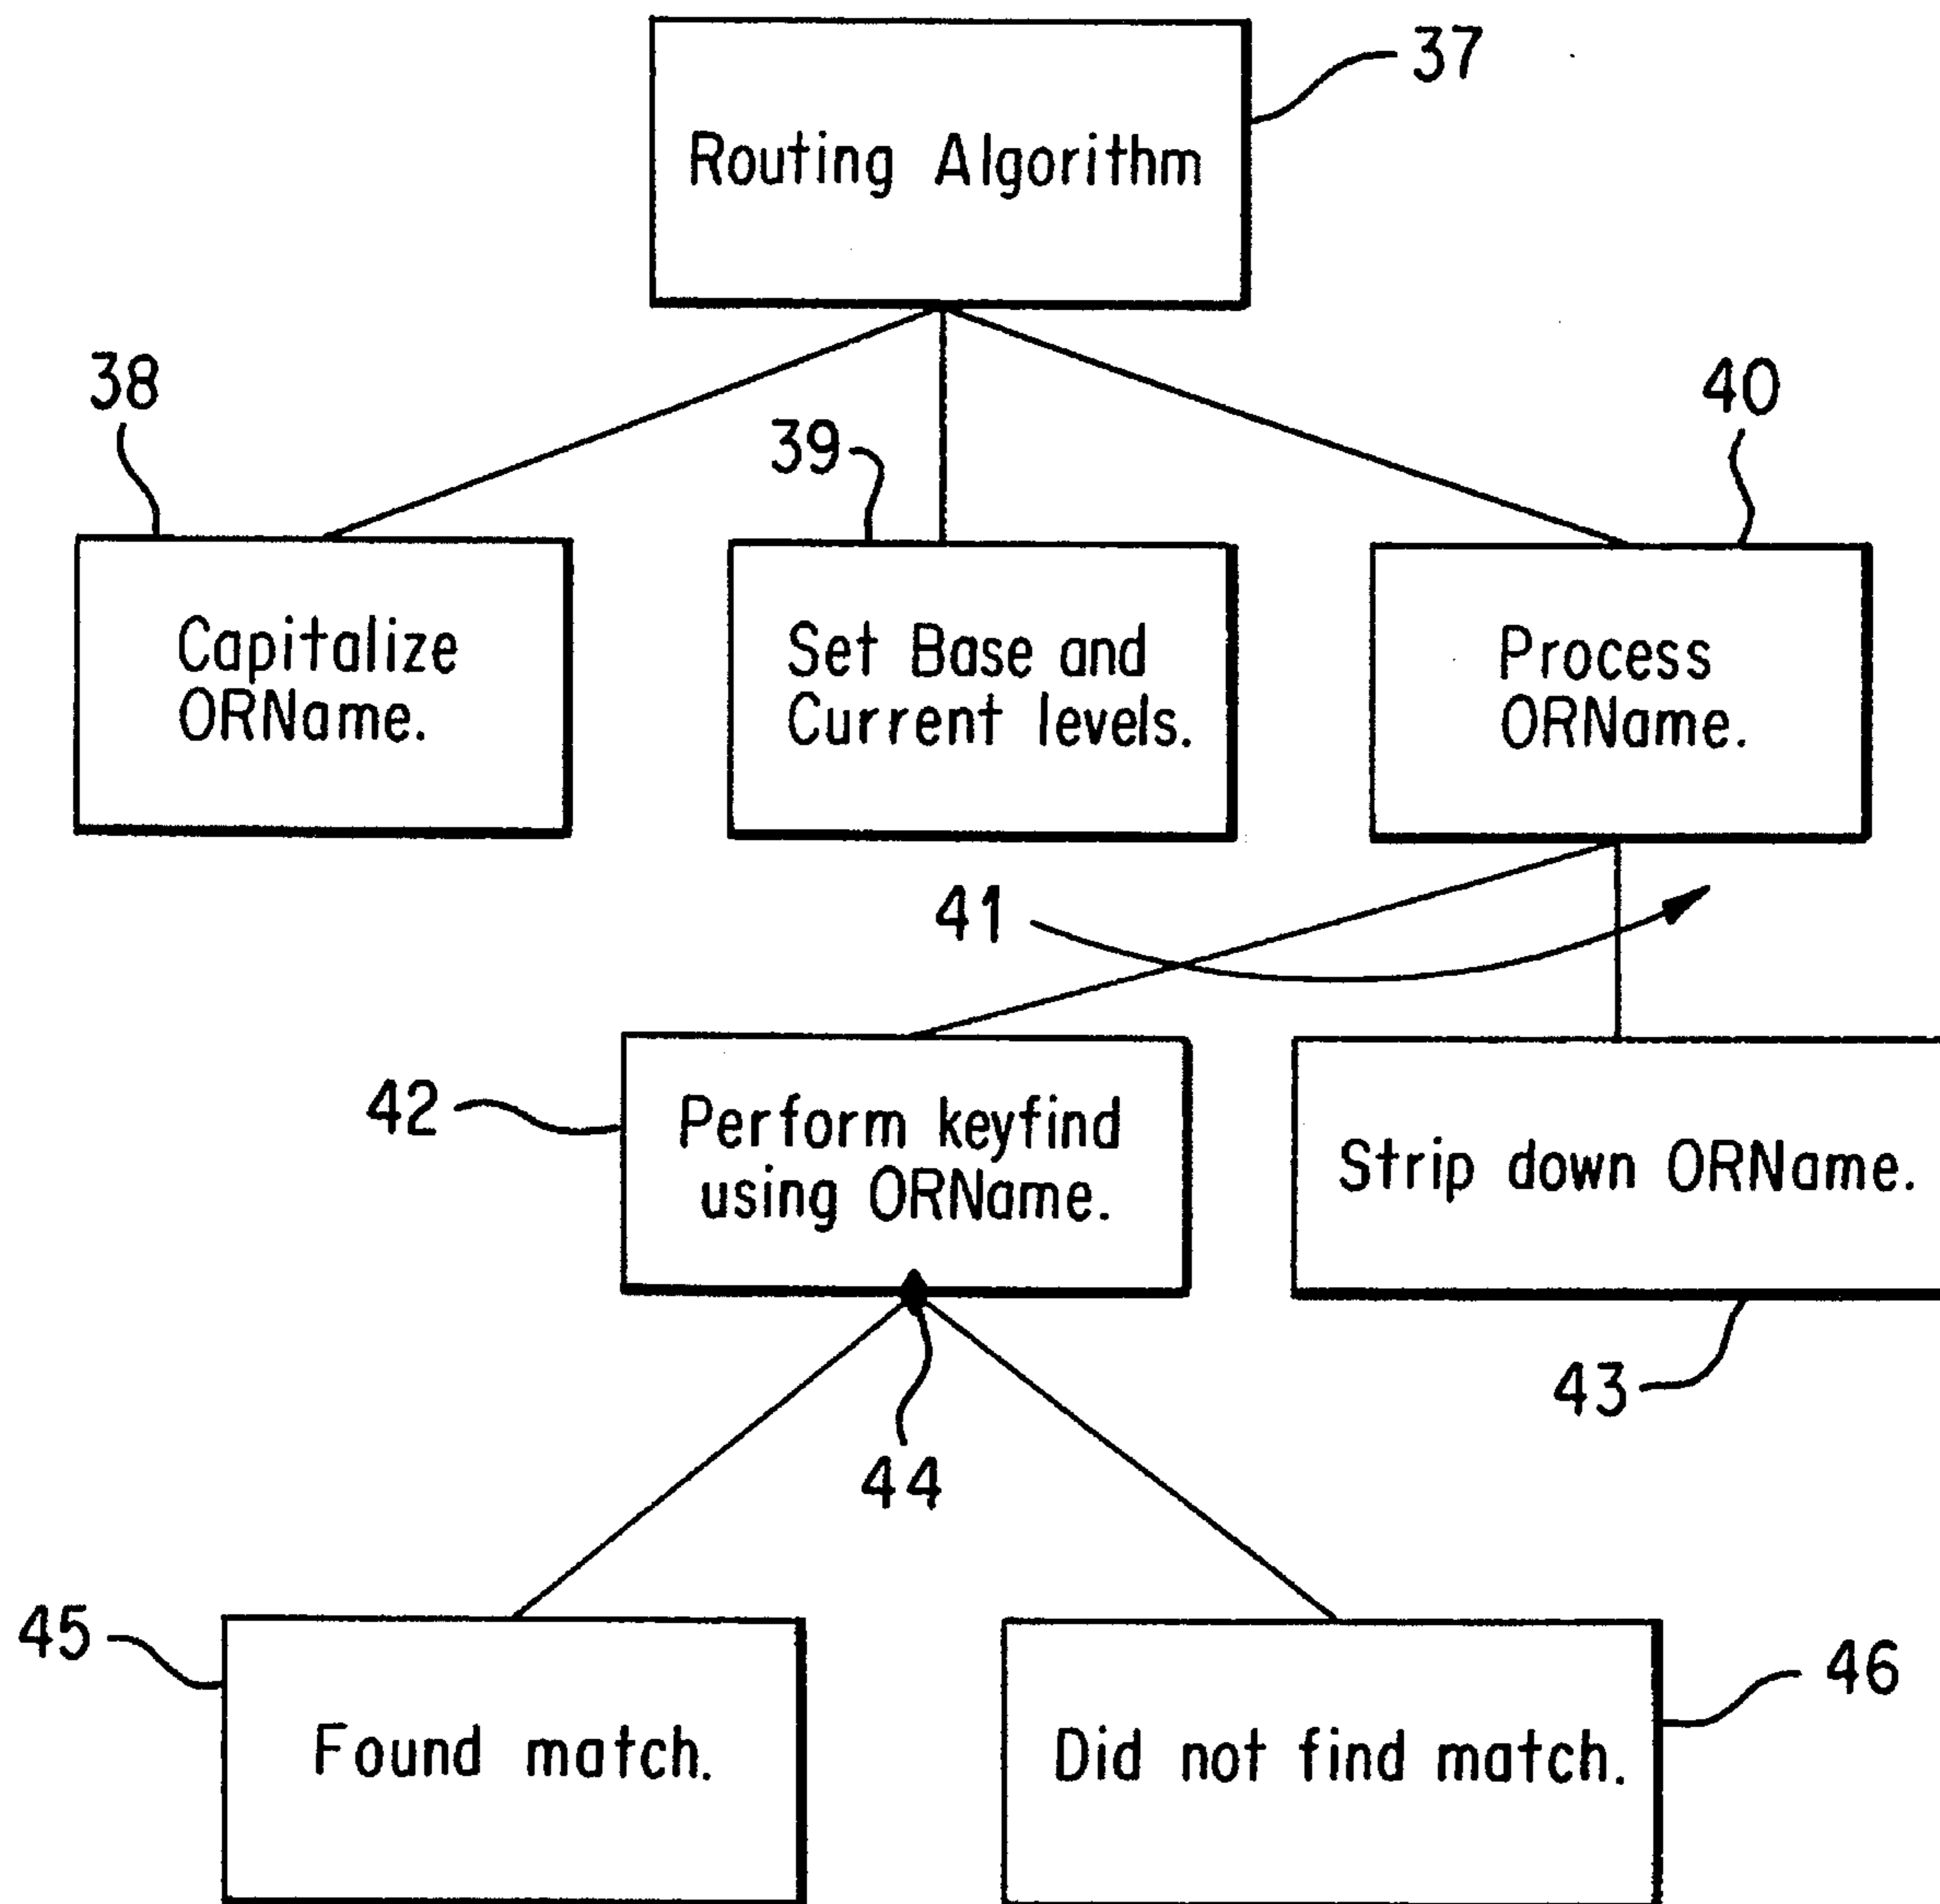 37
Routing Algorithm
38
39
40
Capitalize
ORName.
Set Base and
Current levels.
Process
ORName.
41
42
Perform keyfind
using ORName.
Strip down ORName.
43
44
45
46
Found match.
Did not find match.